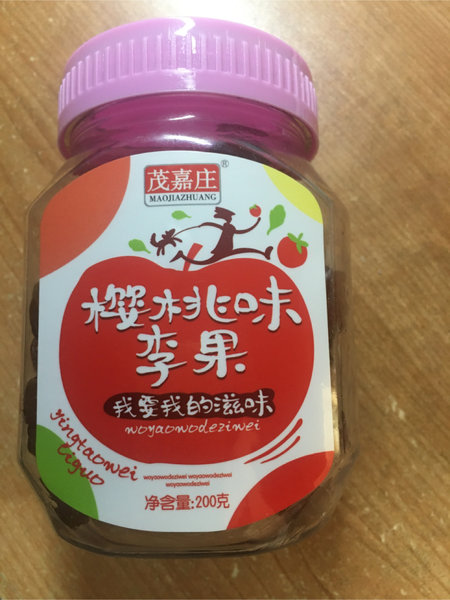 茂嘉庄®
MAOJIAZHUANG
樱桃味
李果
我要我的滋味
woyaowodeziwei
yingtaowei
liguo
woyaowodeziwei woyaowodeziwei
woyaowodeziwei
净含量:200克